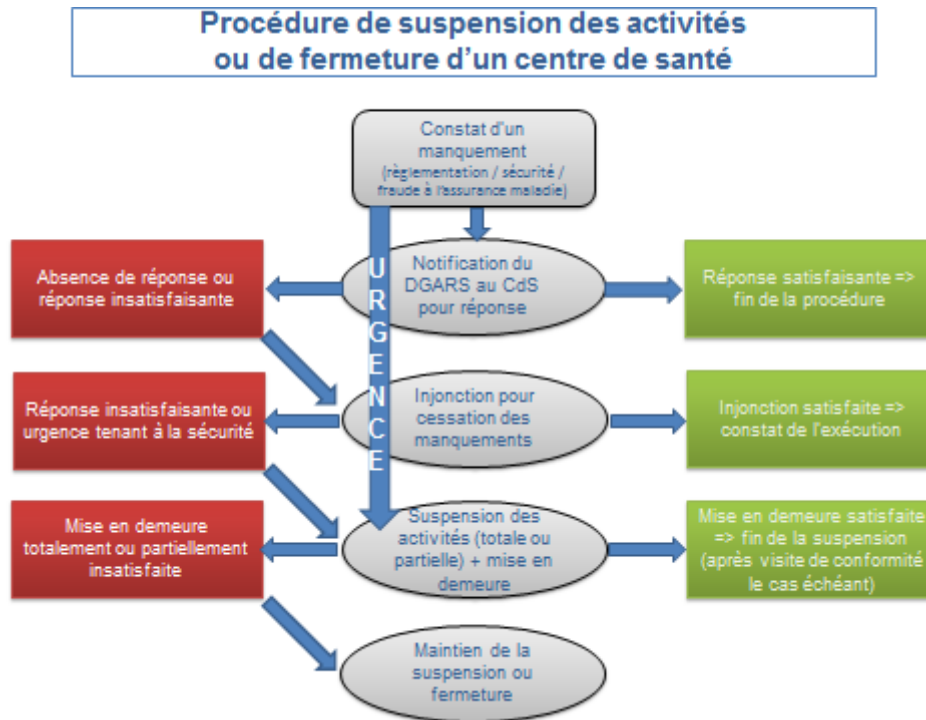 Procédure de suspension des activités
ou de fermeture d'un centre de santé
Constat d'un
manquement
(règlementation / sécurité /
fraude à l'assurance maladie)
URGENCE
Absence de réponse ou
réponse insatisfaisante
Notification du
DGARS au CdS
pour réponse
Réponse satisfaisante =>
fin de la procédure
Réponse insatisfaisante ou
urgence tenant à la sécurité
Injonction pour
cessation des
manquements
Injonction satisfaite =>
constat de l'exécution
Mise en demeure
totalement ou partiellement
insatisfaite
Suspension des
activités (totale ou
partielle) + mise en
demeure
Mise en demeure satisfaite
=> fin de la suspension
(après visite de conformité
le cas échéant)
Maintien de la
suspension ou
fermeture